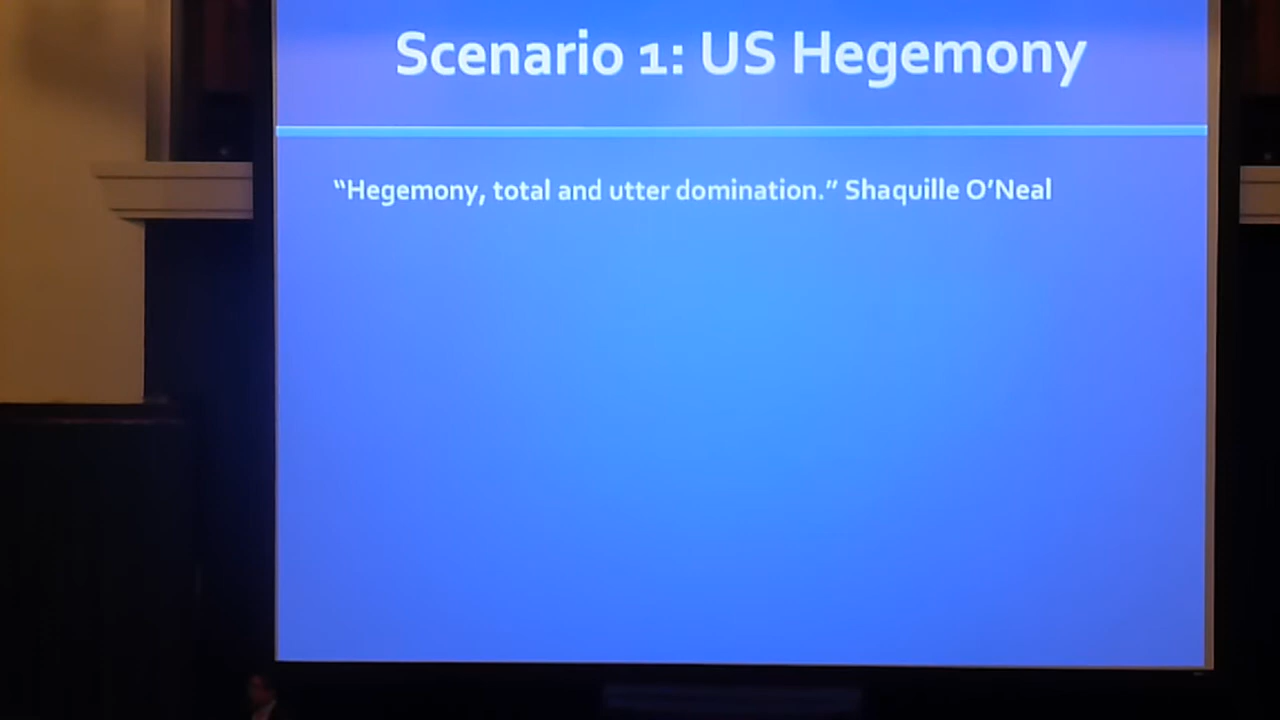 Scenario 1: US Hegemony
“Hegemony, total and utter domination.” Shaquille O’Neal